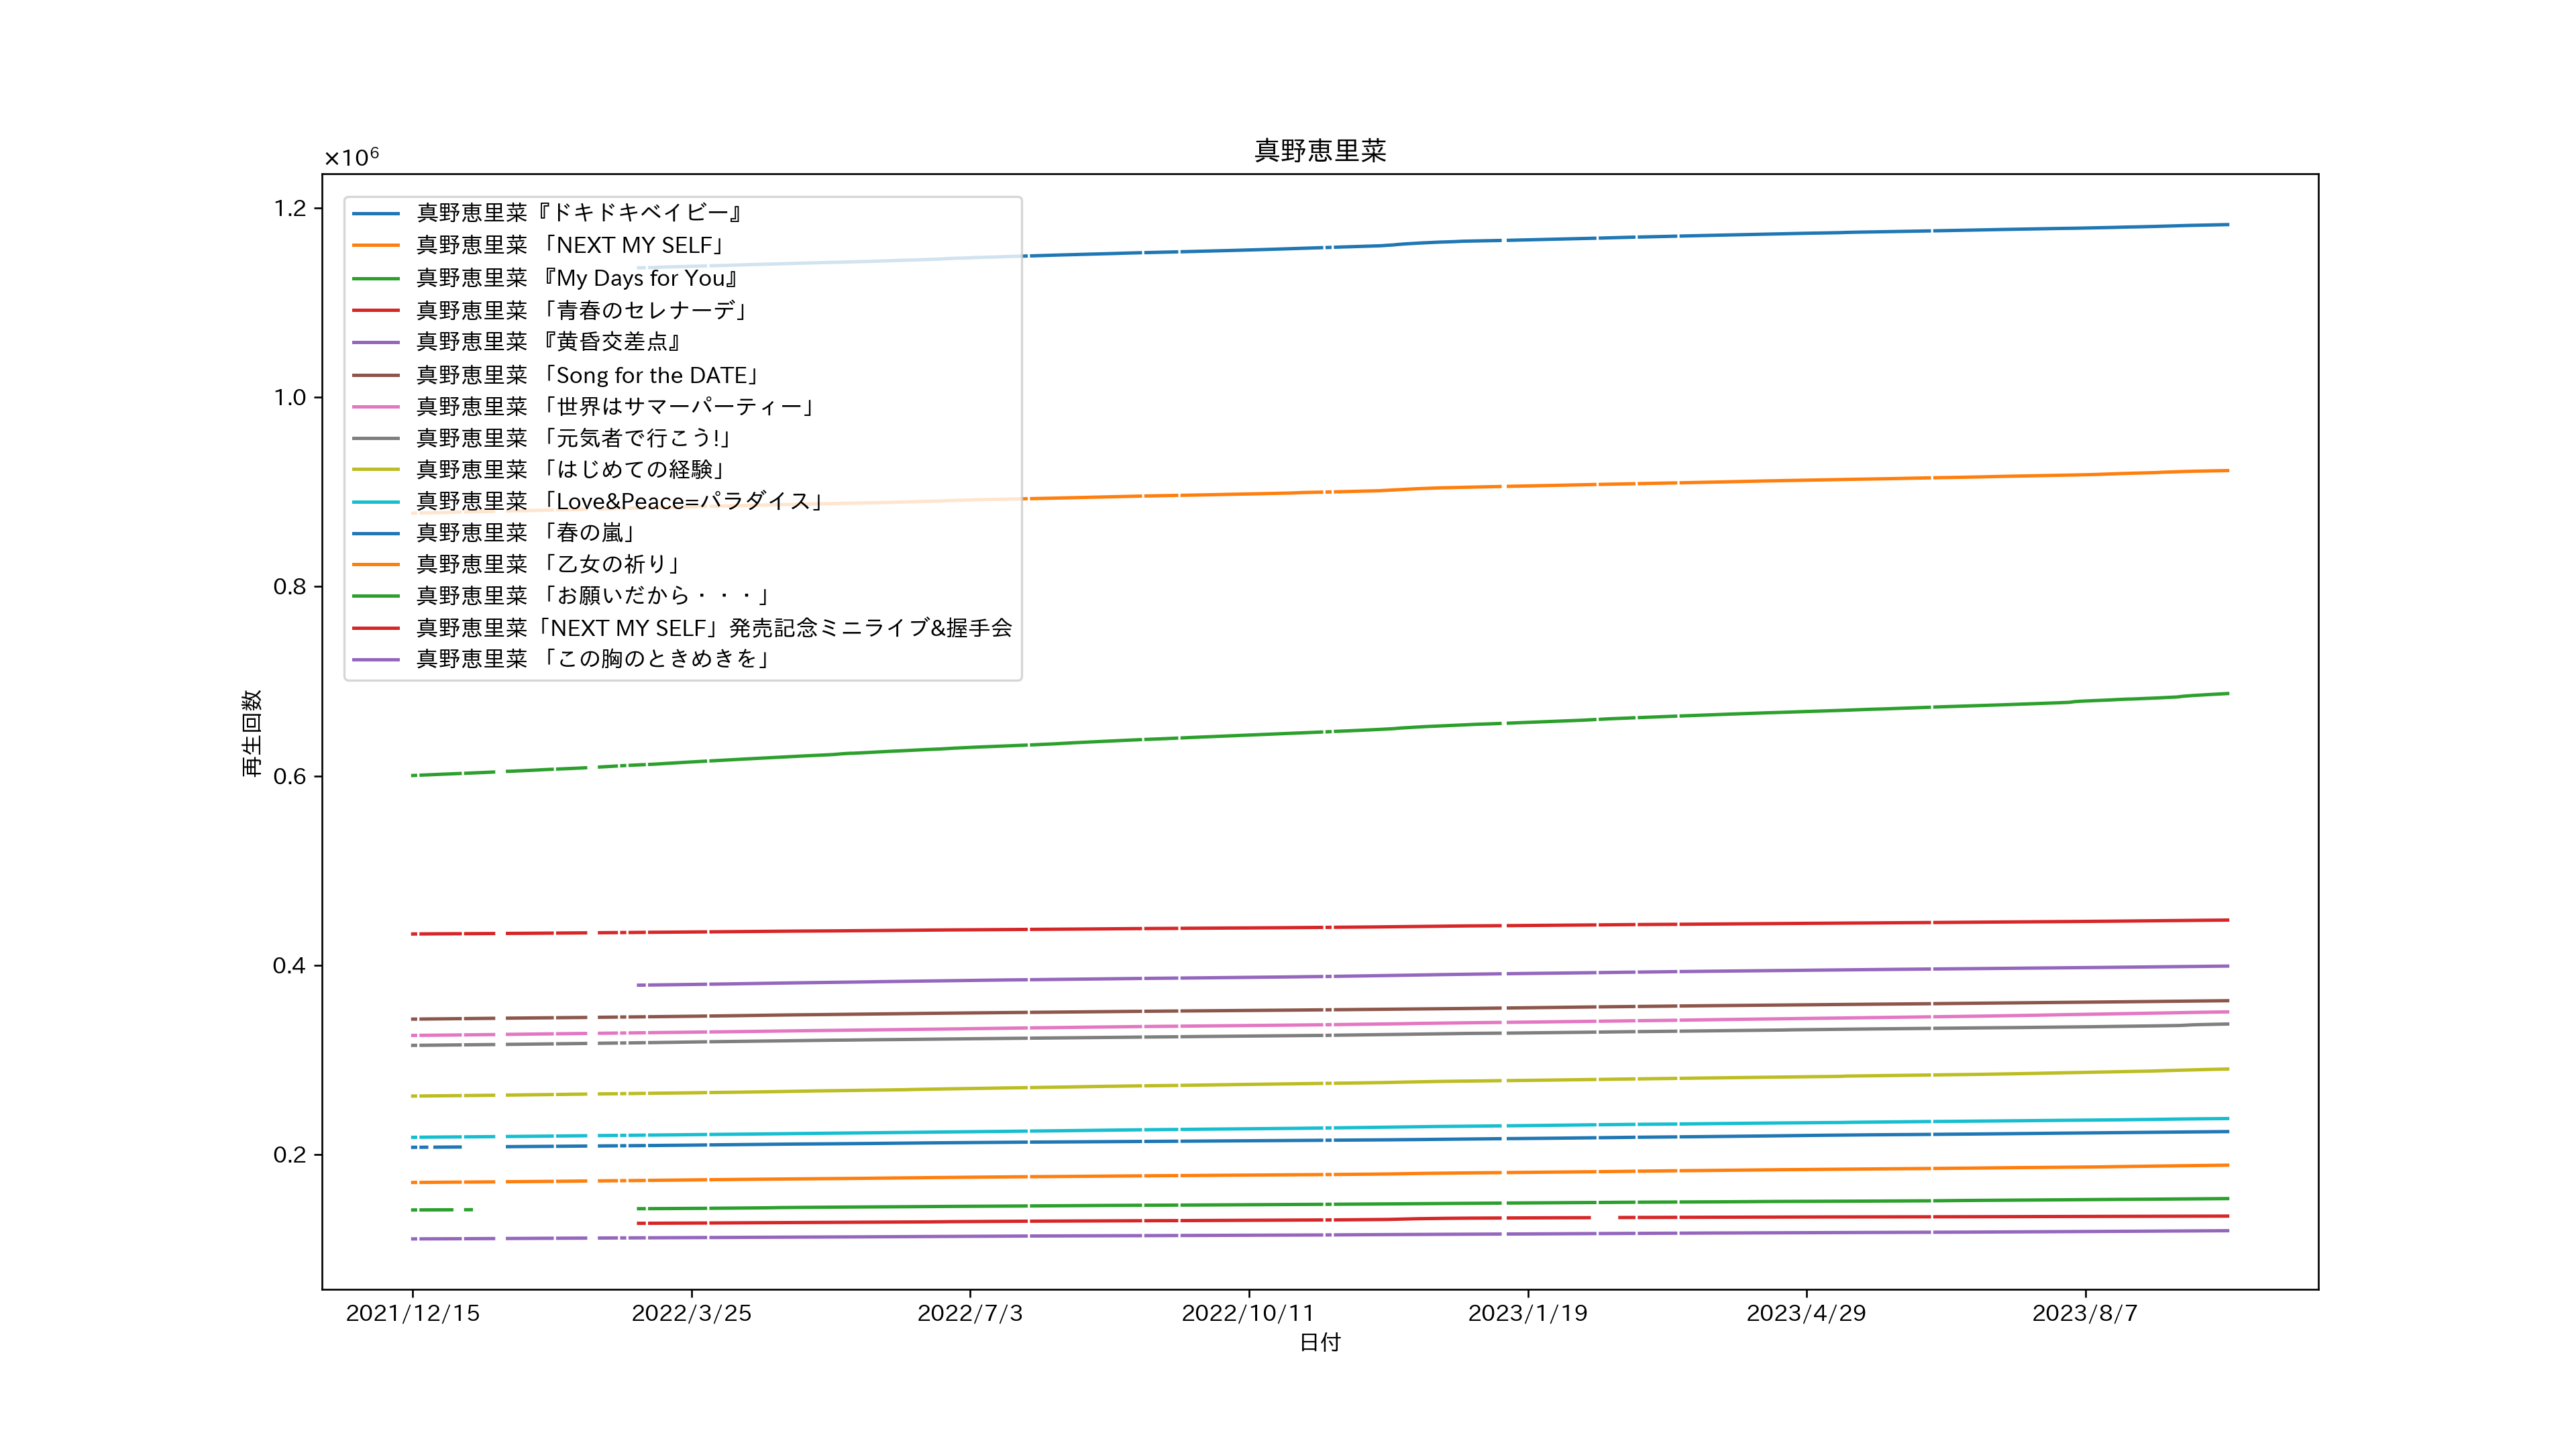 真野恵里菜
×10⁶
1.2
1.0
0.8
0.6
0.4
0.2
再生回数
真野恵里菜『ドキドキベイビー』
真野恵里菜 「NEXT MY SELF」
真野恵里菜 『My Days for You』
真野恵里菜 「青春のセレナーデ」
真野恵里菜 『黄昏交差点』
真野恵里菜 「Song for the DATE」
真野恵里菜 「世界はサマーパーティー」
真野恵里菜 「元気者で行こう!」
真野恵里菜 「はじめての経験」
真野恵里菜 「Love&Peace=パラダイス」
真野恵里菜 「春の嵐」
真野恵里菜 「乙女の祈り」
真野恵里菜 「お願いだから・・・」
真野恵里菜「NEXT MY SELF」発売記念ミニライブ&握手会
真野恵里菜 「この胸のときめきを」
2021/12/15 2022/3/25 2022/7/3 2022/10/11 2023/1/19 2023/4/29 2023/8/7
日付